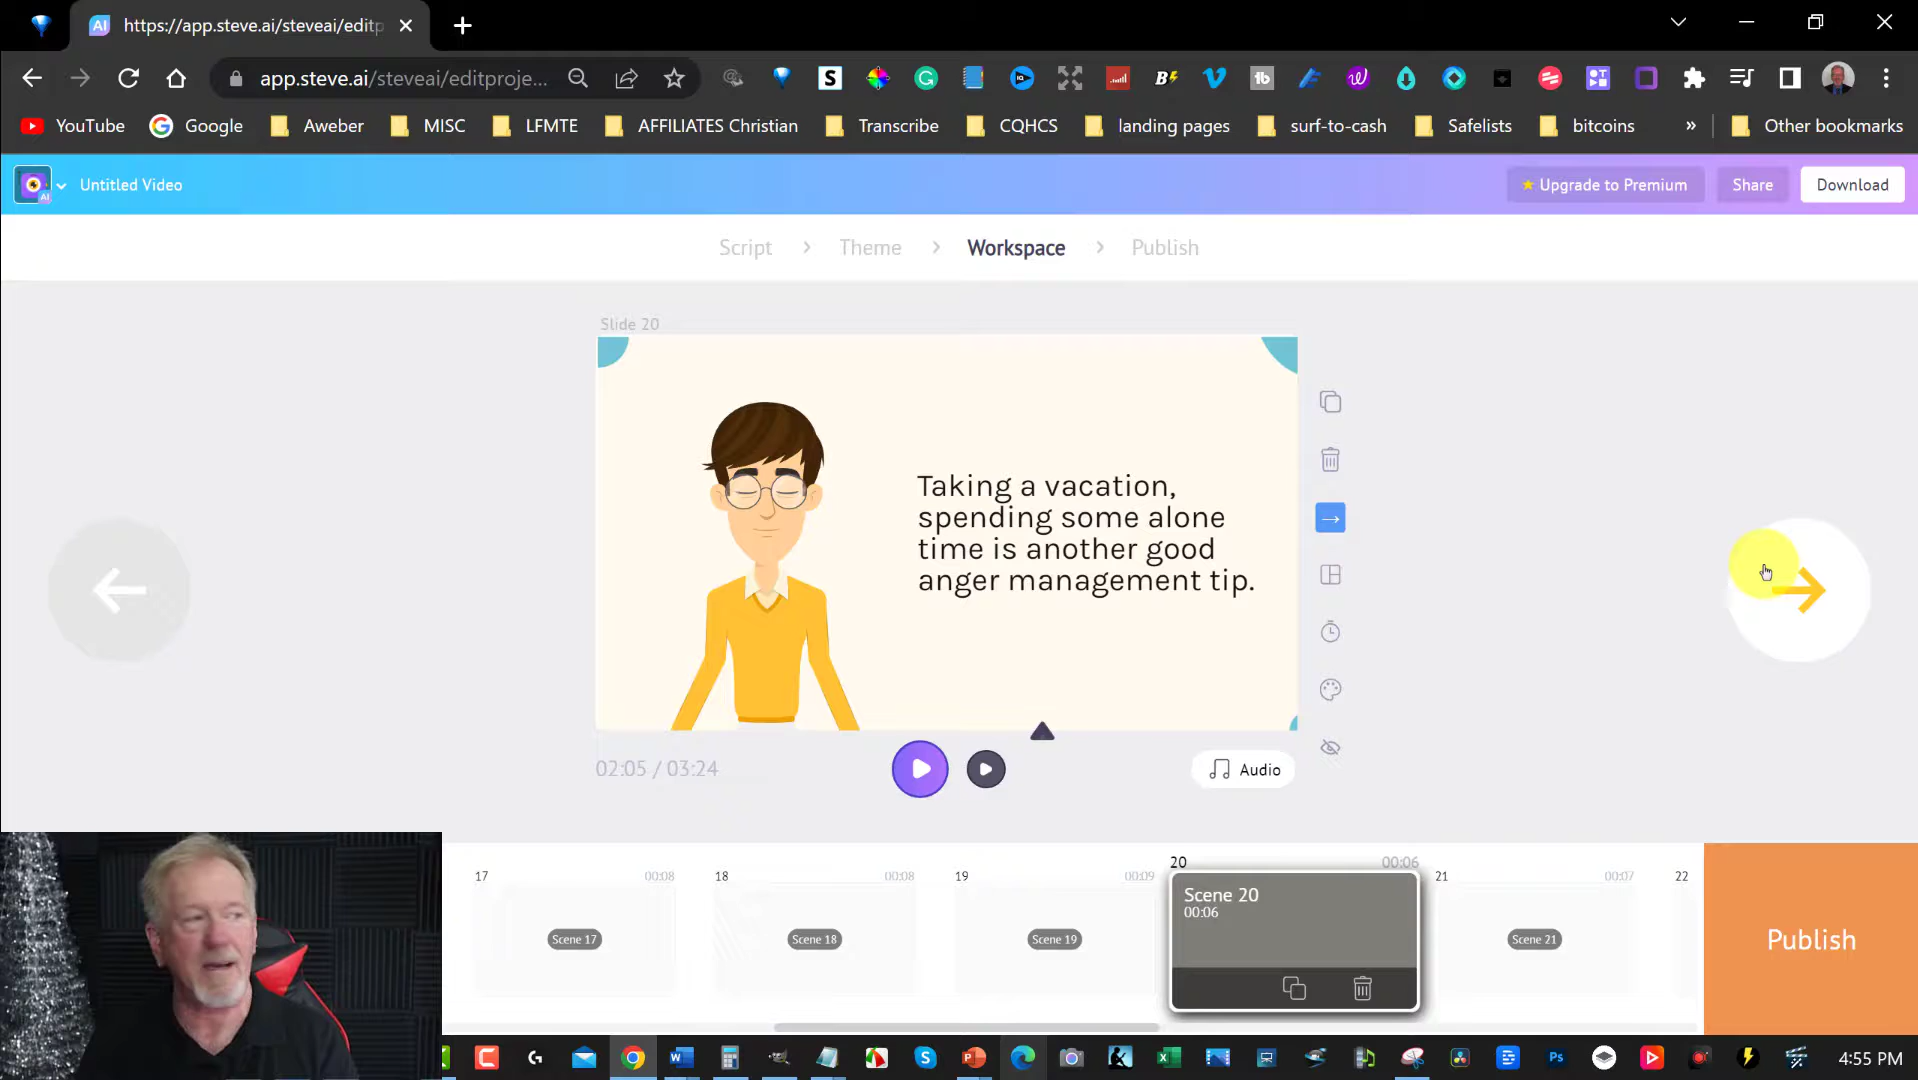 https://app.steve.ai/steveai/editp
app.steve.ai/steveai/editproje...
YouTube
Google
Aweber
MISC
LFMTE
AFFILIATES Christian
Transcribe
CQHCS
landing pages
surf-to-cash
Safelists
bitcoins
»
Other bookmarks
Untitled Video
Upgrade to Premium
Share
Download
Script
Theme
Workspace
Publish
Slide 20
Taking a vacation,
spending some alone
time is another good
anger management tip.
02:05 / 03:24
Audio
17
00:08
18
00:08
19
00:09
20
00:06
21
00:07
22
Scene 17
Scene 18
Scene 19
Scene 20
00:06
Scene 21
Publish
4:55 PM